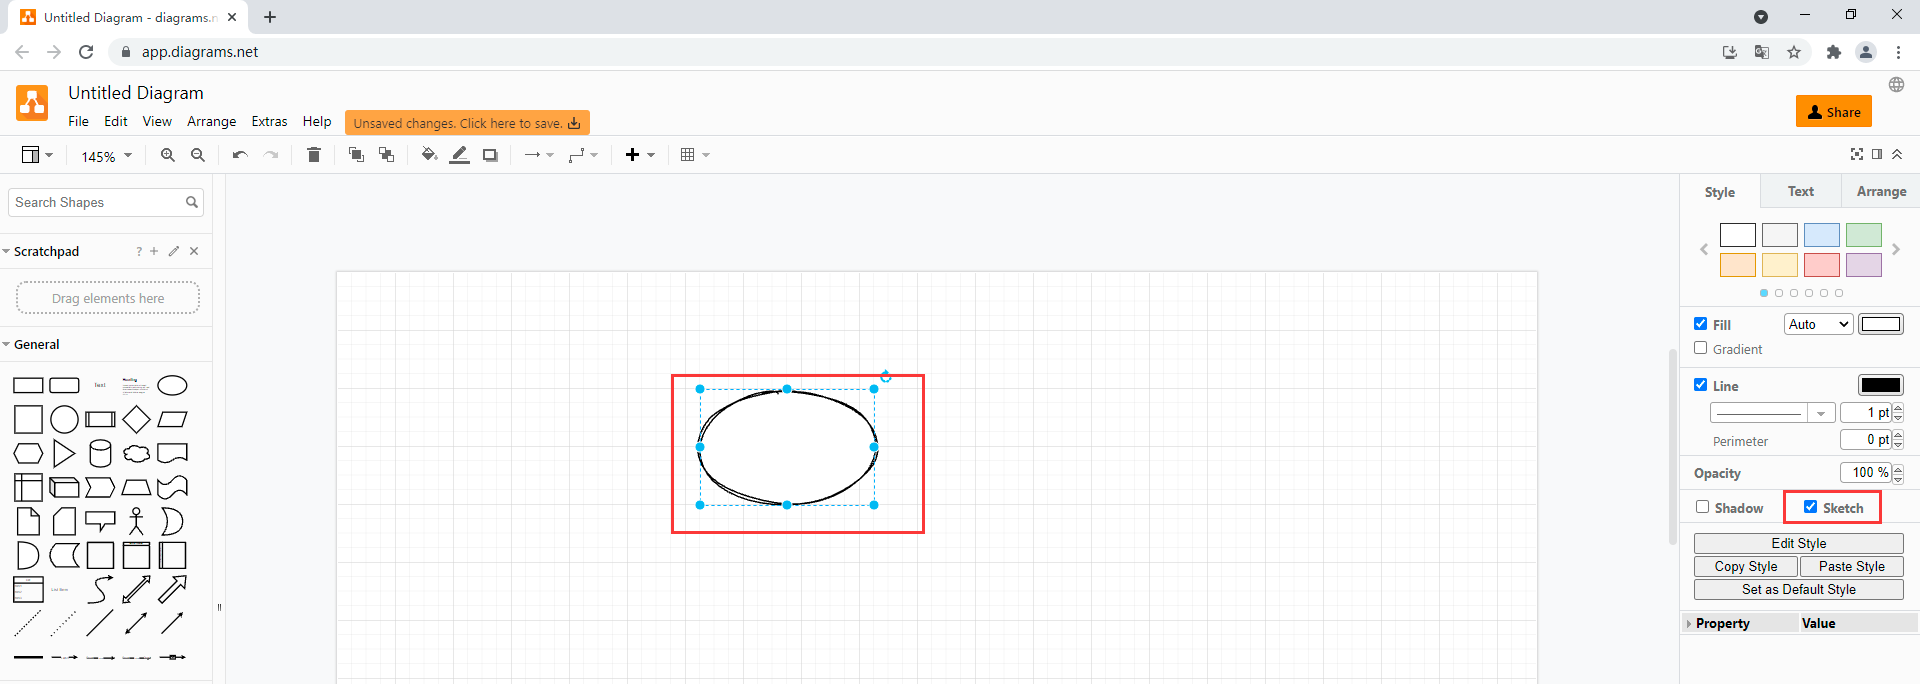 Untitled Diagram - diagrams.n
app.diagrams.net
Untitled Diagram
File Edit View Arrange Extras Help
Unsaved changes. Click here to save.
Share
145%
Search Shapes
Style Text Arrange
Scratchpad ?
Drag elements here
General
Text
Heading
Fill Auto
Gradient
Line
1 pt
Perimeter 0 pt
Opacity 100 %
Shadow Sketch
Edit Style
Copy Style Paste Style
Set as Default Style
Property Value